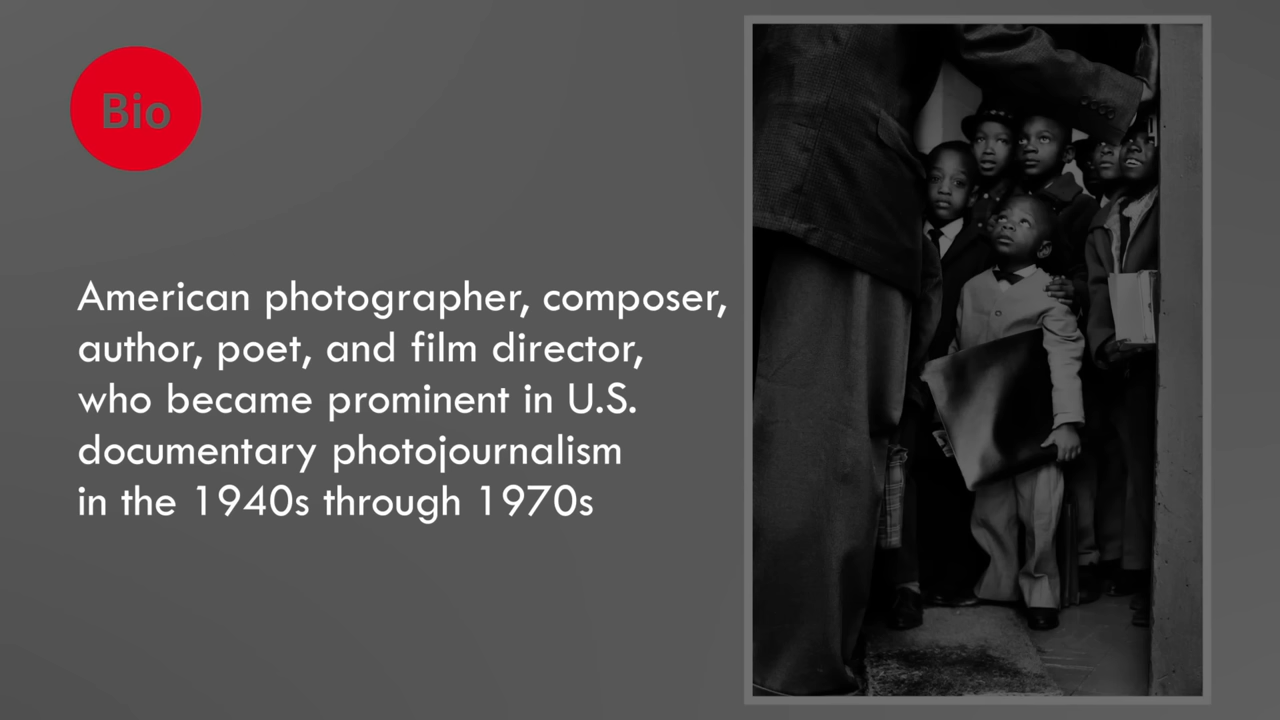 Bio
American photographer, composer,
author, poet, and film director,
who became prominent in U.S.
documentary photojournalism
in the 1940s through 1970s